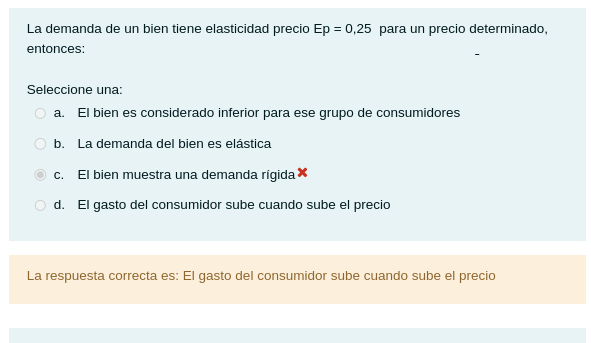 La demanda de un bien tiene elasticidad precio Ep = 0,25 para un precio determinado,
entonces:
Seleccione una:
a. El bien es considerado inferior para ese grupo de consumidores
b. La demanda del bien es elástica
c. El bien muestra una demanda rígida
d. El gasto del consumidor sube cuando sube el precio
La respuesta correcta es: El gasto del consumidor sube cuando sube el precio